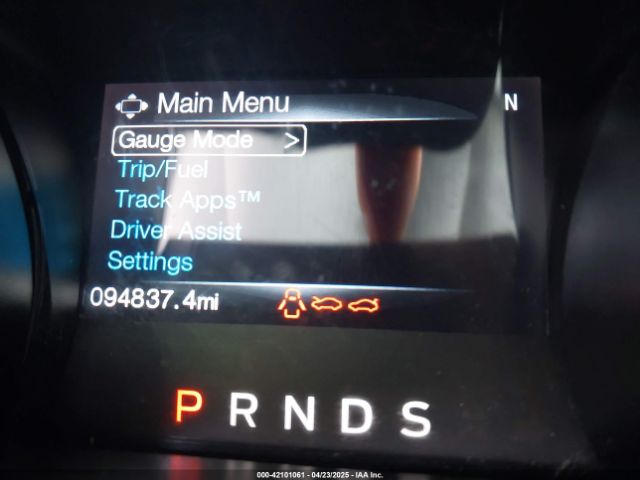 Main Menu N
Gauge Mode >
Trip/Fuel
Track Apps™
Driver Assist
Settings
094837.4mi
P R N D S
000-42101061 - 04/23/2025 - IAA Inc.